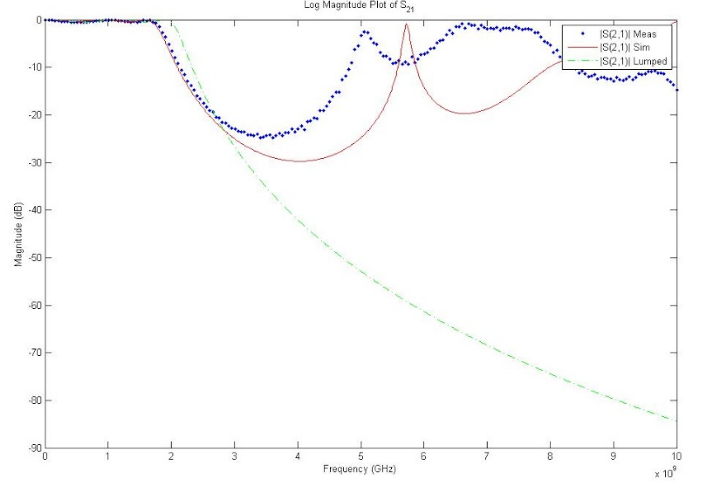 Log Magnitude Plot of S21
|S(2,1)| Meas
|S(2,1)| Sim
|S(2,1)| Lumped
Magnitude (dB)
0
-10
-20
-30
-40
-50
-60
-70
-80
-90
0 1 2 3 4 5 6 7 8 9 10
Frequency (GHz)
x 10^9